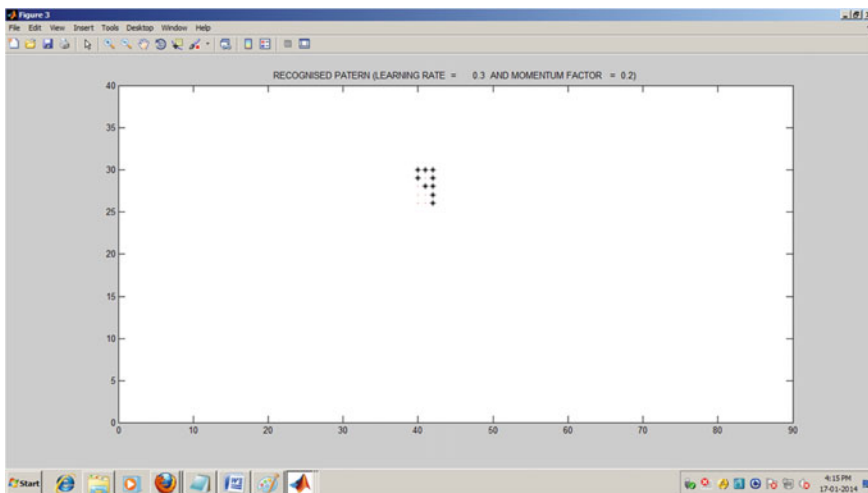 Figure 3
File Edit View Insert Tools Desktop Window Help
RECOGNISED PATERN (LEARNING RATE = 0.3 AND MOMENTUM FACTOR = 0.2)
40
35
30
25
20
15
10
5
0
0 10 20 30 40 50 60 70 80 90
Start
4:15 PM
17-01-2014